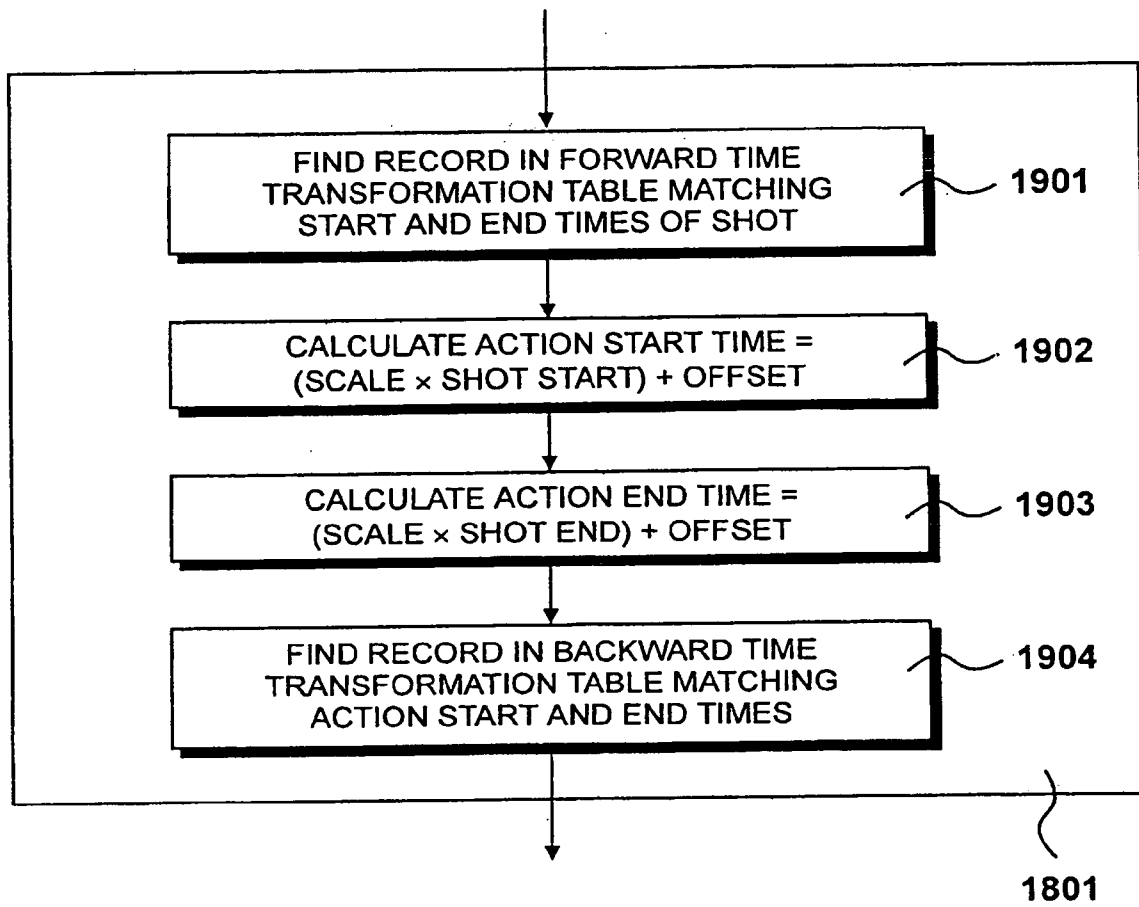 FIND RECORD IN FORWARD TIME
TRANSFORMATION TABLE MATCHING
START AND END TIMES OF SHOT
1901
CALCULATE ACTION START TIME =
(SCALE × SHOT START) + OFFSET
1902
CALCULATE ACTION END TIME =
(SCALE × SHOT END) + OFFSET
1903
FIND RECORD IN BACKWARD TIME
TRANSFORMATION TABLE MATCHING
ACTION START AND END TIMES
1904
1801